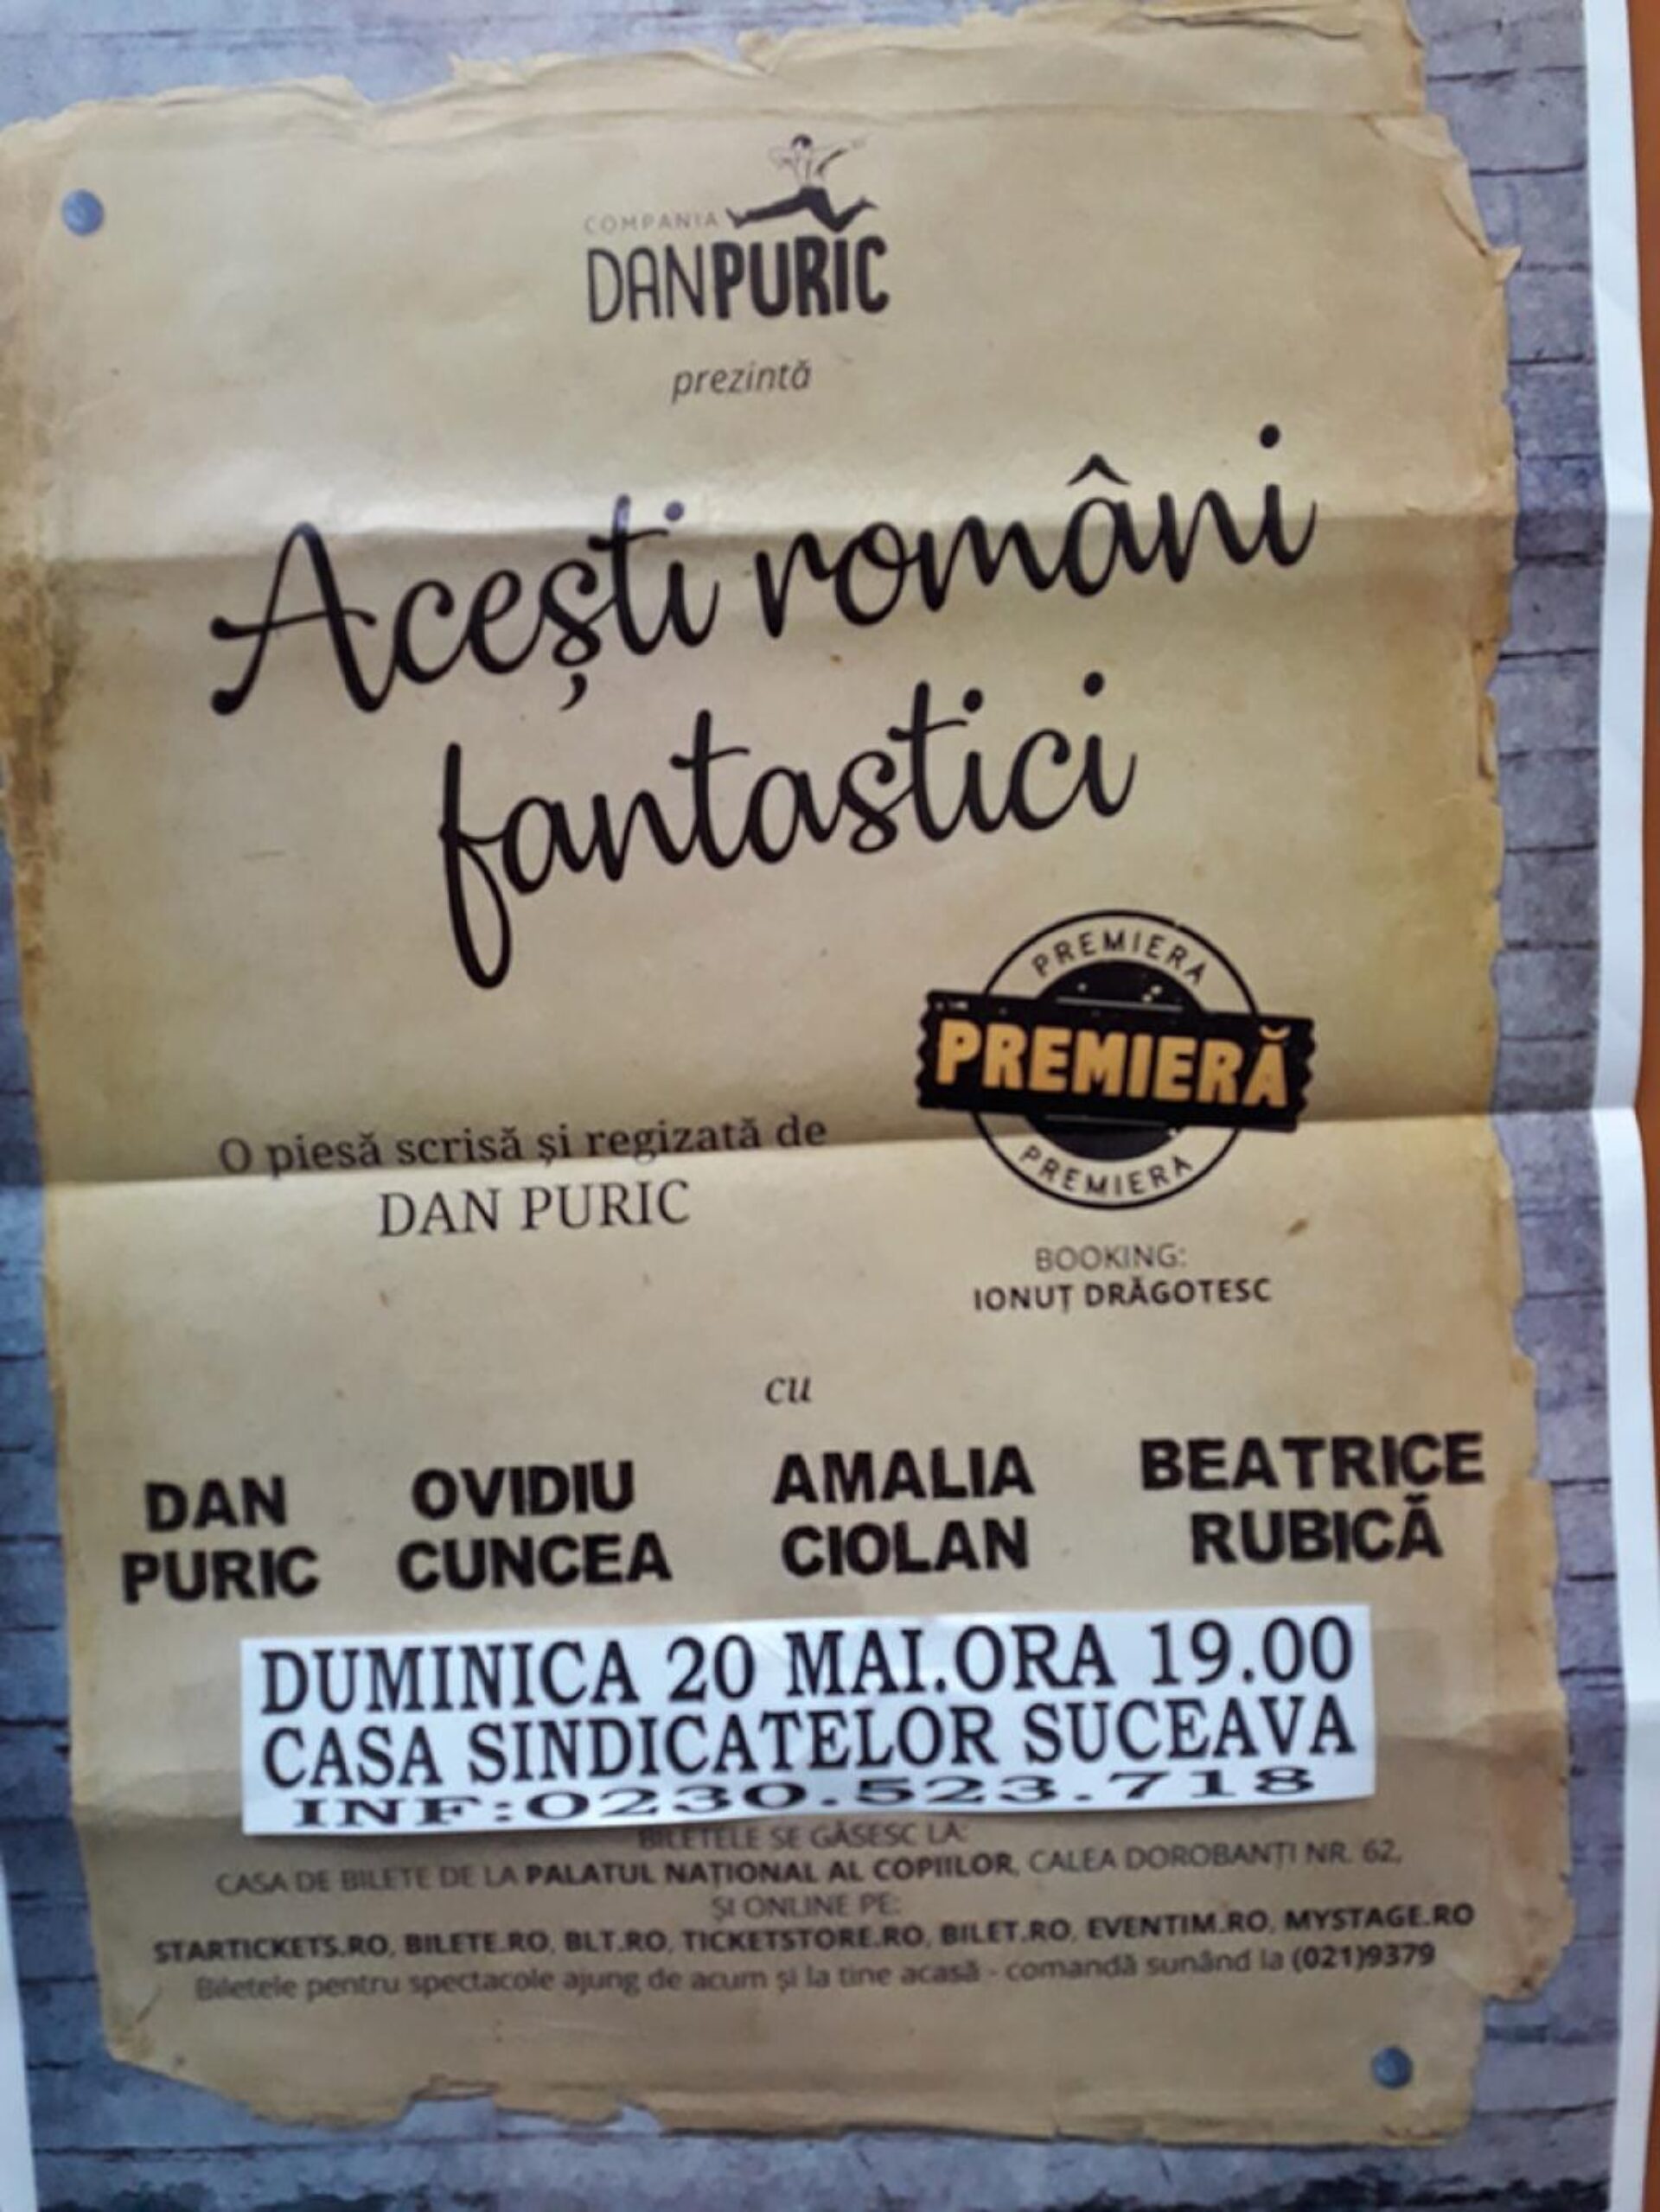 COMPANIA
DANPURIC
prezintă
Acești români
fantastici
PREMIERA
PREMIERĂ
PREMIERA
O piesă scrisă și regizată de
DAN PURIC
BOOKING:
IONUȚ DRĂGOTESC
cu
DAN PURIC
OVIDIU CUNCEA
AMALIA CIOLAN
BEATRICE RUBICĂ
DUMINICA 20 MAI.ORA 19.00
CASA SINDICATELOR SUCEAVA
INF:0230.523.718
BILETELE SE GĂSESC LA:
CASA DE BILETE DE LA PALATUL NAȚIONAL AL COPIILOR, CALEA DOROBANȚI NR. 62,
ȘI ONLINE PE:
STARTICKETS.RO, BILETE.RO, BLT.RO, TICKETSTORE.RO, BILET.RO, EVENTIM.RO, MYSTAGE.RO
Biletele pentru spectacole ajung de acum și la tine acasă - comandă sunând la (021)9379